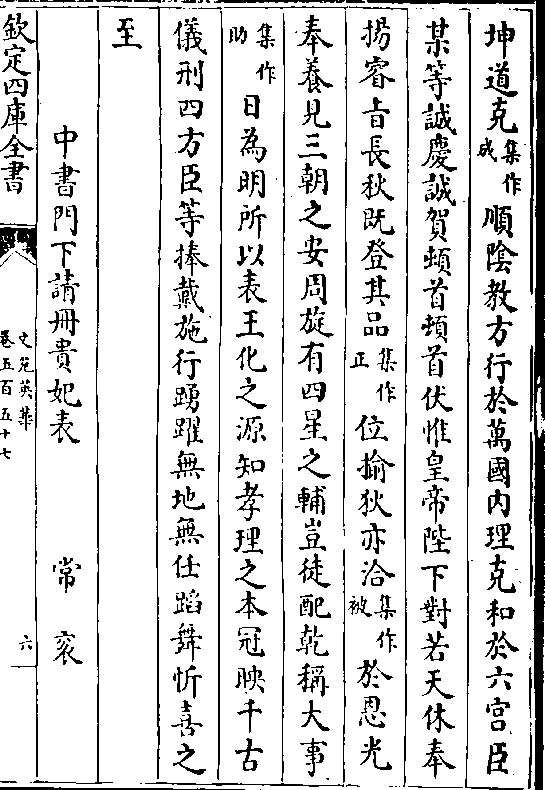 坤道克集作成順陰教方行於萬國内理克和於六宫臣
某等誠慶誠賀頓首頓首伏惟皇帝陛下對若天休奉
揚睿㫖長秋既登其品集作正位揄狄亦洽集作被於恩光
奉養見三朝之安周旋有四星之輔豈徒配乾稱大事
集作助日為明所以表王化之源知孝理之本冠映千古
儀刑四方臣等捧戴施行踴躍無地無任蹈舞忻喜之
至
中書門下請冊貴妃表 常衮
欽定四庫全書
文苑英華
卷五百五十七
六